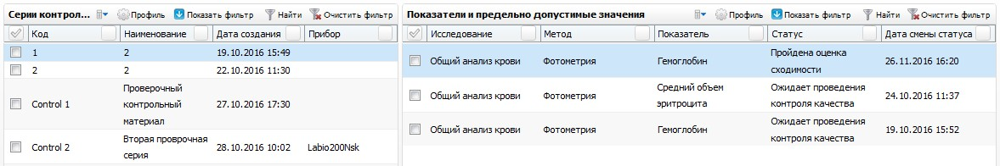 Серии контрол... Профиль Показать фильтр Найти Очистить фильтр
Код Наименование Дата создания Прибор
1 2 19.10.2016 15:49
2 2 22.10.2016 11:30
Проверочный
Control 1 контрольный 27.10.2016 17:30
материал
Control 2 Вторая проврочная серия 28.10.2016 10:02 Labio200Nsk
Показатели и предельно допустимые значения Профиль Показать фильтр Найти Очистить фильтр
Исследование Метод Показатель Статус Дата смены статуса
Общий анализ крови Фотометрия Гемоглобин Пройдена оценка сходимости 26.11.2016 16:20
Общий анализ крови Фотометрия Средний объем эритроцита Ожидает проведения контроля качества 24.10.2016 11:37
Общий анализ крови Фотометрия Гемоглобин Ожидает проведения контроля качества 19.10.2016 15:52